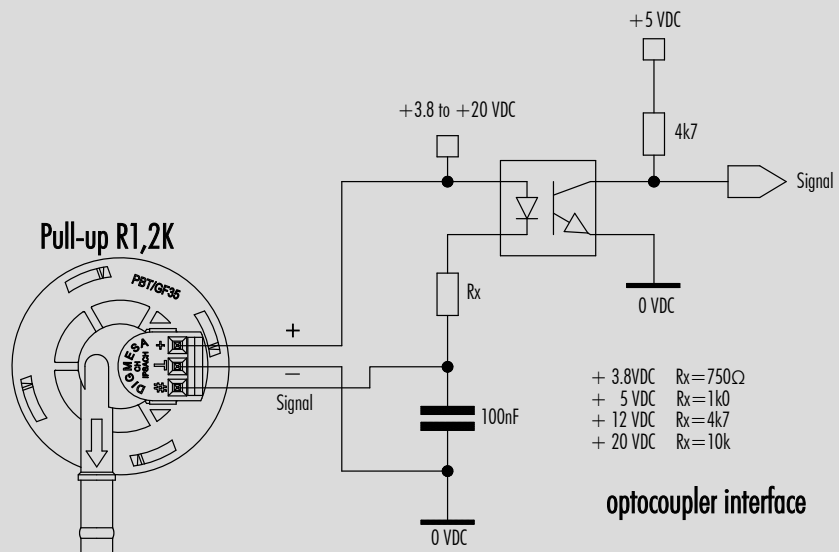 +5 VDC
+3.8 to +20 VDC
4k7
Signal
Pull-up R1,2K
PBT/GF35
Rx
0 VDC
+
DIGMESA
CH
IPSACH
+
⊥
#
−
Signal
100nF
+ 3.8VDC Rx=750Ω
+ 5 VDC Rx=1k0
+ 12 VDC Rx=4k7
+ 20 VDC Rx=10k
optocoupler interface
0 VDC